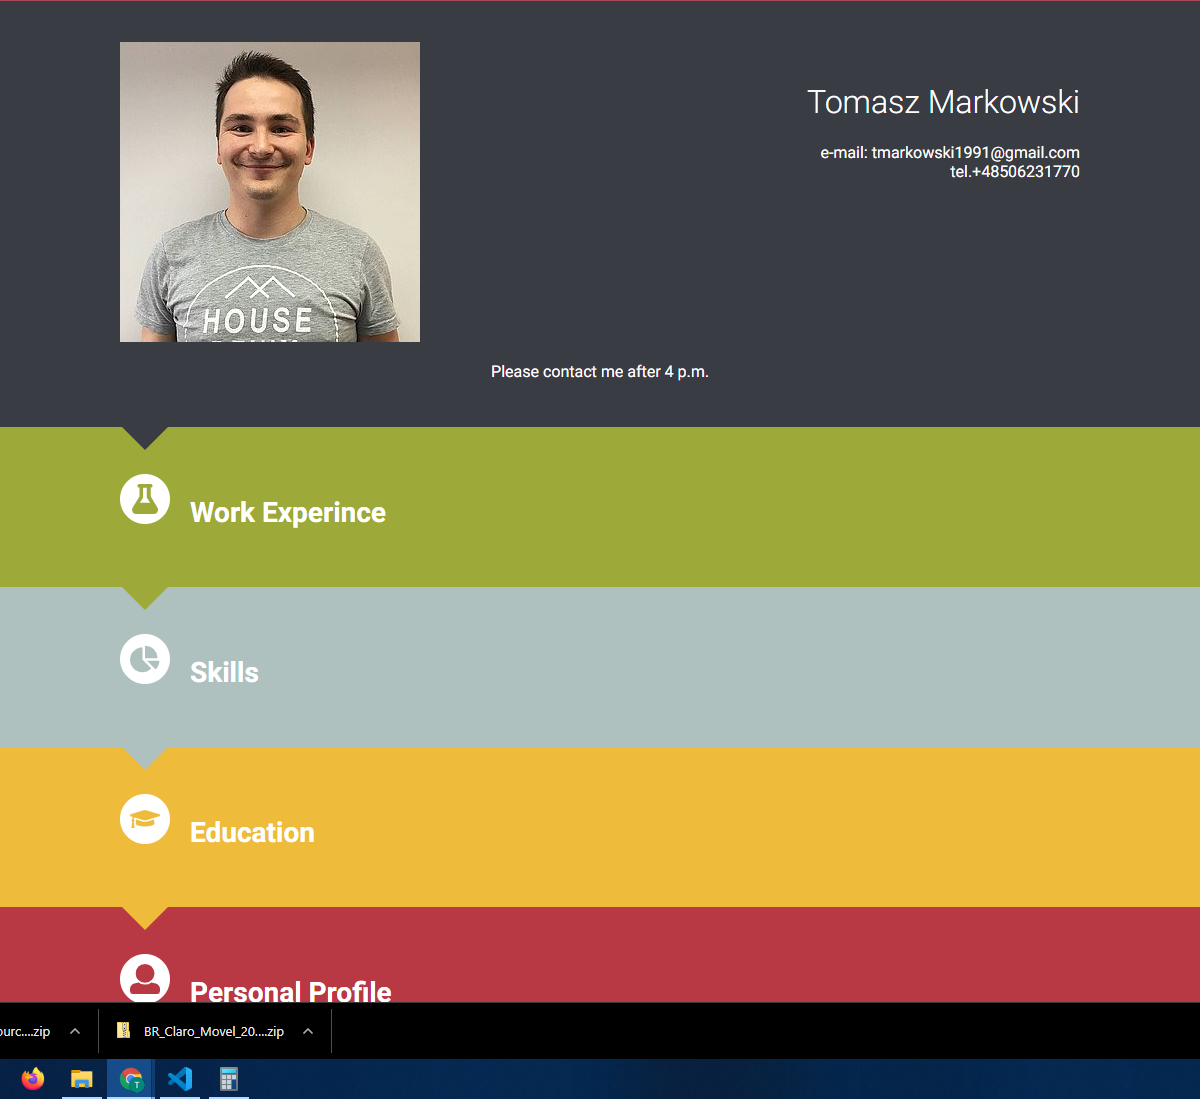 Tomasz Markowski
e-mail: tmarkowski1991@gmail.com
tel.+48506231770
HOUSE
Please contact me after 4 p.m.
Work Experince
Skills
Education
Personal Profile
ourc....zip
BR_Claro_Movel_20....zip
T